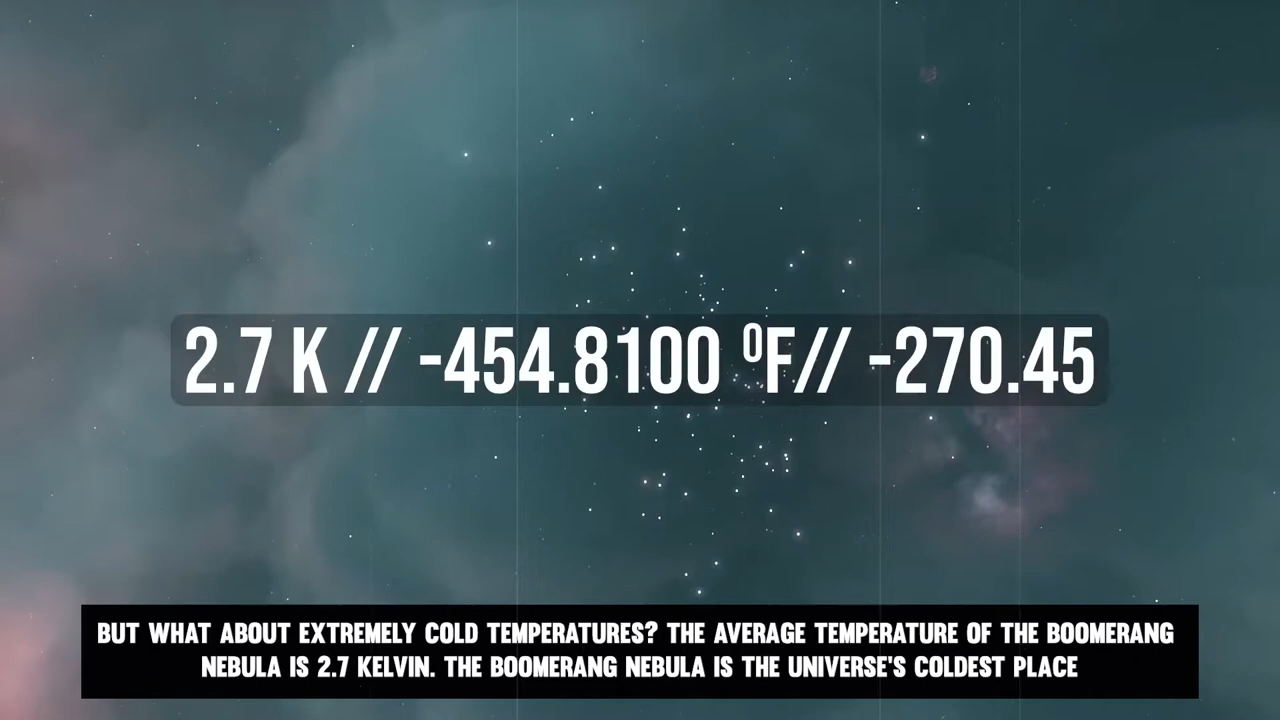 2.7 K // -454.8100 ⁰F// -270.45
BUT WHAT ABOUT EXTREMELY COLD TEMPERATURES? THE AVERAGE TEMPERATURE OF THE BOOMERANG
NEBULA IS 2.7 KELVIN. THE BOOMERANG NEBULA IS THE UNIVERSE'S COLDEST PLACE